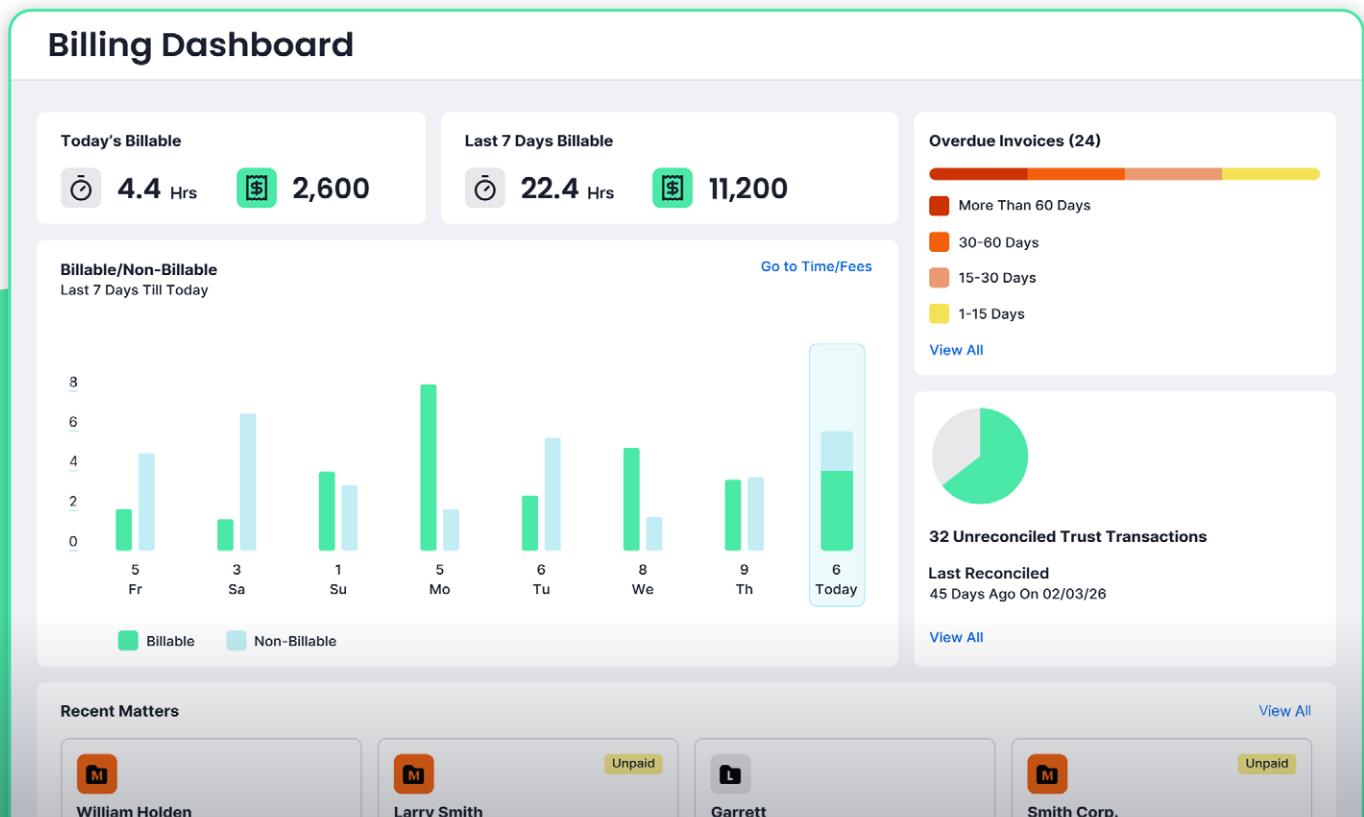 Billing Dashboard
Today's Billable
4.4 Hrs
2,600
Last 7 Days Billable
22.4 Hrs
11,200
Billable/Non-Billable
Last 7 Days Till Today
Go to Time/Fees
8
6
4
2
0
5 3 1 5 6 8 9 6
Fr Sa Su Mo Tu We Th Today
Billable Non-Billable
Overdue Invoices (24)
More Than 60 Days
30-60 Days
15-30 Days
1-15 Days
View All
32 Unreconciled Trust Transactions
Last Reconciled
45 Days Ago On 02/03/26
View All
Recent Matters
View All
M
William Holden
M
Unpaid
Larry Smith
L
Garrett
M
Unpaid
Smith Corp.